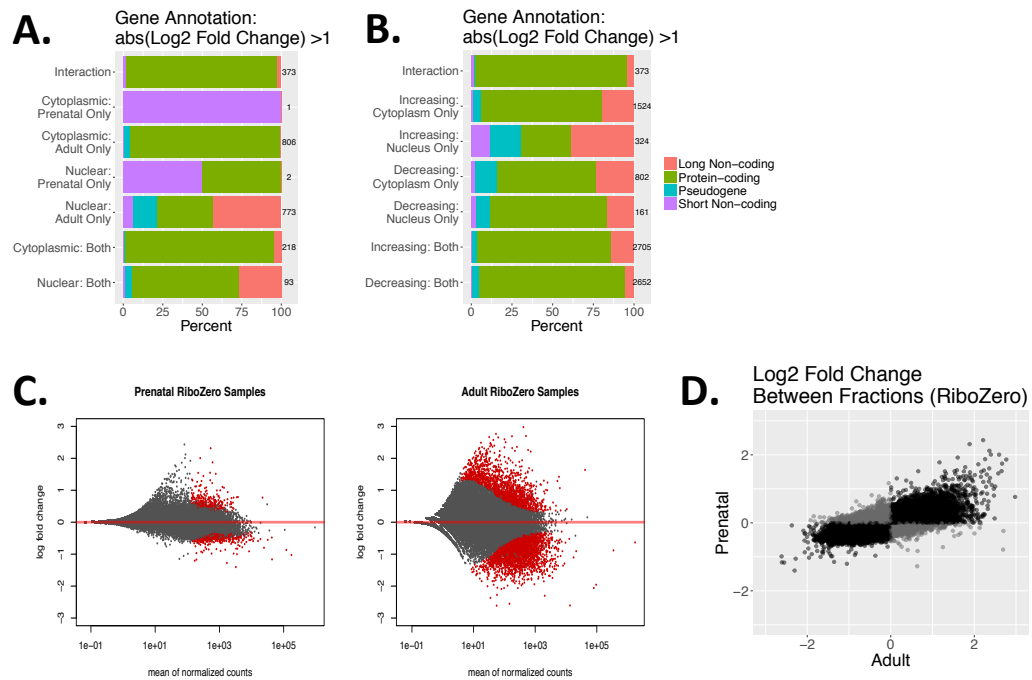 A.
Gene Annotation:
abs(Log2 Fold Change) >1
Interaction
373
Cytoplasmic:
Prenatal Only
1
Cytoplasmic:
Adult Only
806
Nuclear:
Prenatal Only
2
Nuclear:
Adult Only
773
Cytoplasmic: Both
218
Nuclear: Both
93
0 25 50 75 100
Percent
B.
Gene Annotation:
abs(Log2 Fold Change) >1
Interaction
373
Increasing:
Cytoplasm Only
1524
Increasing:
Nucleus Only
324
Decreasing:
Cytoplasm Only
802
Decreasing:
Nucleus Only
161
Increasing: Both
2705
Decreasing: Both
2652
0 25 50 75 100
Percent
Long Non-coding
Protein-coding
Pseudogene
Short Non-coding
C.
Prenatal RiboZero Samples
log fold change
3
2
1
0
-1
-2
-3
1e-01 1e+01 1e+03 1e+05
mean of normalized counts
Adult RiboZero Samples
log fold change
3
2
1
0
-1
-2
-3
1e-01 1e+01 1e+03 1e+05
mean of normalized counts
D.
Log2 Fold Change
Between Fractions (RiboZero)
Prenatal
2
0
−2
−2 0 2
Adult